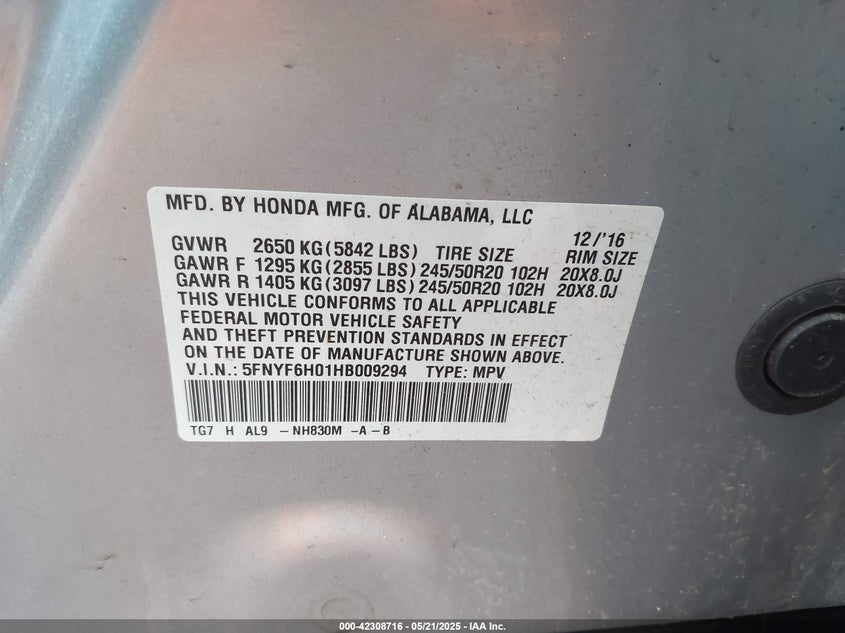 MFD. BY HONDA MFG. OF ALABAMA, LLC
12/'16
GVWR 2650 KG(5842 LBS) TIRE SIZE RIM SIZE
GAWR F 1295 KG(2855 LBS)245/50R20 102H 20X8.0J
GAWR R 1405 KG(3097 LBS)245/50R20 102H 20X8.0J
THIS VEHICLE CONFORMS TO ALL APPLICABLE
FEDERAL MOTOR VEHICLE SAFETY
AND THEFT PREVENTION STANDARDS IN EFFECT
ON THE DATE OF MANUFACTURE SHOWN ABOVE.
V.I.N.: 5FNYF6H01HB009294 TYPE: MPV
TG7 H AL9 -NH830M -A-B
000-42308716 — 05/21/2025 — IAA Inc.